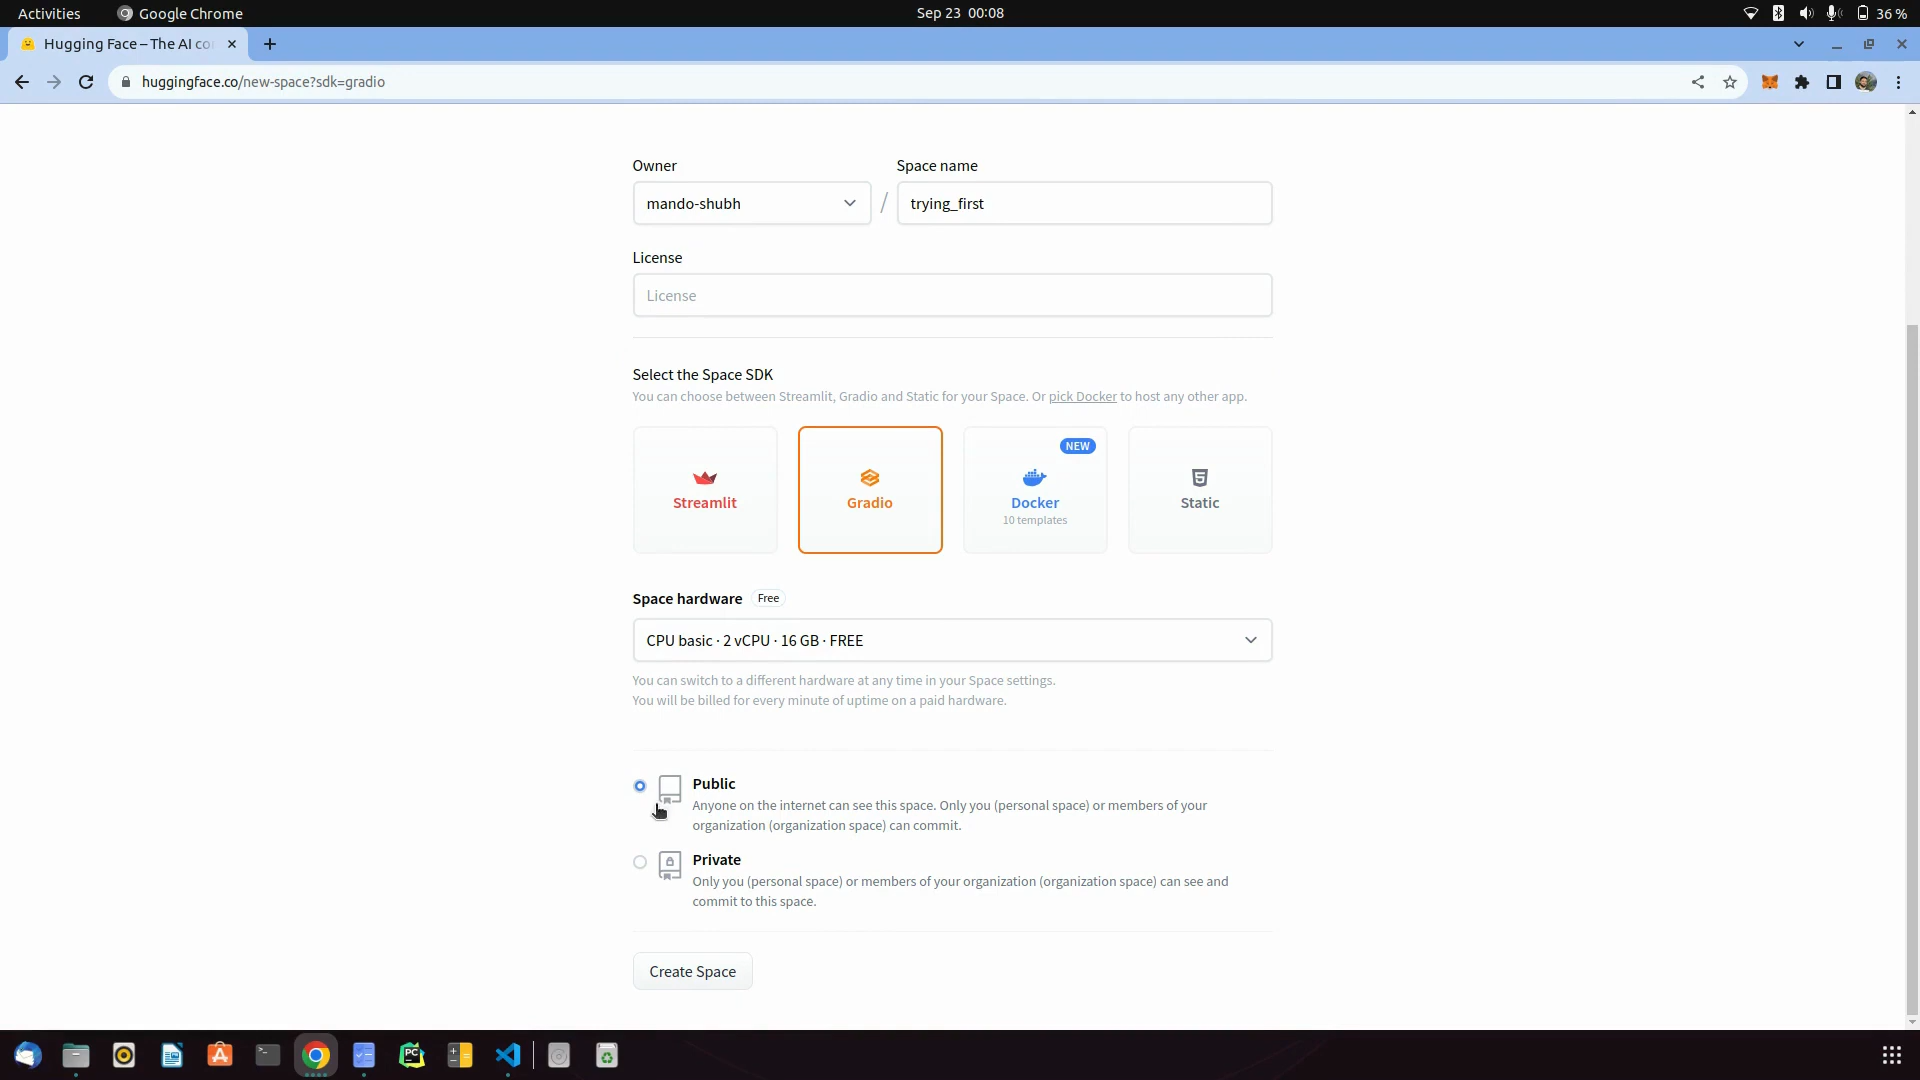 Activities
Google Chrome
Sep 23 00:08
36 %
Hugging Face – The AI co
huggingface.co/new-space?sdk=gradio
Owner
Space name
mando-shubh
/
trying_first
License
License
Select the Space SDK
You can choose between Streamlit, Gradio and Static for your Space. Or pick Docker to host any other app.
NEW
Streamlit
Gradio
Docker
10 templates
Static
Space hardware
Free
CPU basic · 2 vCPU · 16 GB · FREE
You can switch to a different hardware at any time in your Space settings.
You will be billed for every minute of uptime on a paid hardware.
Public
Anyone on the internet can see this space. Only you (personal space) or members of your
organization (organization space) can commit.
Private
Only you (personal space) or members of your organization (organization space) can see and
commit to this space.
Create Space
PC